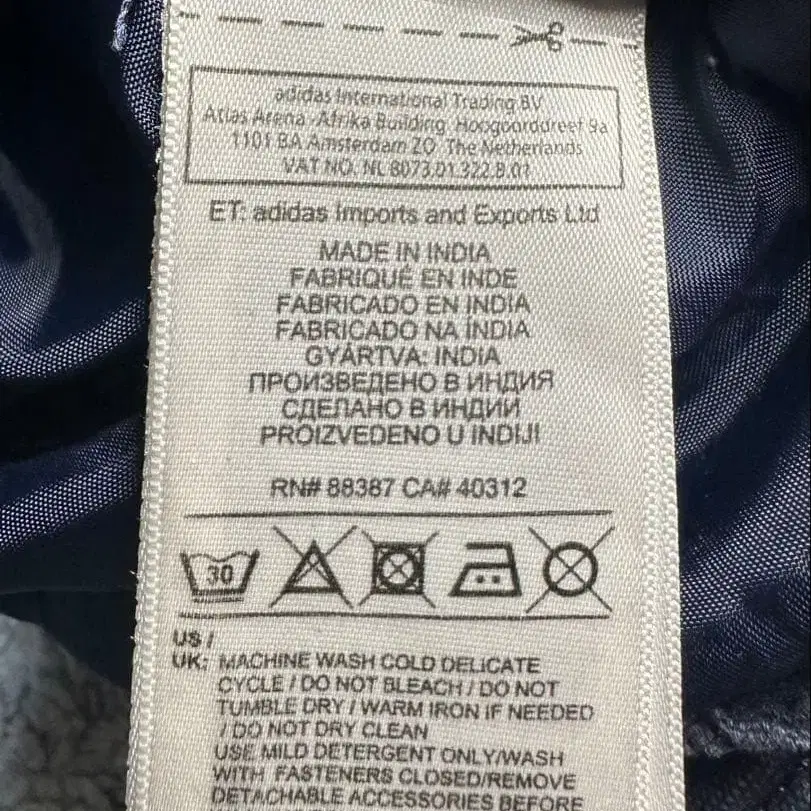 adidas International Trading BV
Atlas Arena -Afrika Building, Hoogoorddreef 9a
1101 BA Amsterdam ZO The Netherlands
VAT NO. NL 8073.01.322.B.01
ET: adidas Imports and Exports Ltd
MADE IN INDIA
FABRIQUÉ EN INDE
FABRICADO EN INDIA
FABRICADO NA ÍNDIA
GYÁRTVA: INDIA
ПРОИЗВЕДЕНО В ИНДИЯ
СДЕЛАНО В ИНДИИ
PROIZVEDENO U INDIJI
RN# 88387 CA# 40312
30
US /
UK: MACHINE WASH COLD DELICATE
CYCLE / DO NOT BLEACH / DO NOT
TUMBLE DRY / WARM IRON IF NEEDED
/ DO NOT DRY CLEAN
USE MILD DETERGENT ONLY/WASH
WITH FASTENERS CLOSED/REMOVE
DETACHABLE ACCESSORIES BEFORE